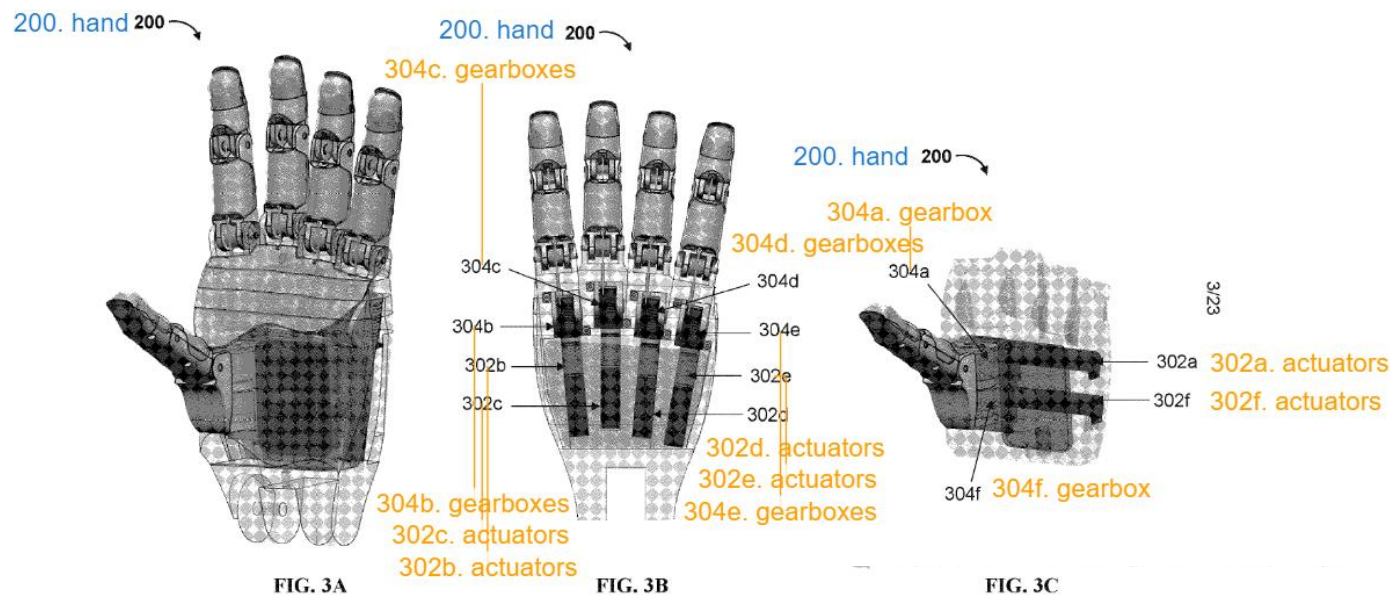 200. hand 200
200. hand 200
304c. gearboxes
200. hand 200
304a. gearbox
304d. gearboxes
304c
304d
304a
3/23
304b
304e
302b
302e
302a 302a. actuators
302c
302d
302f 302f. actuators
302d. actuators
302e. actuators
304f 304f. gearbox
304b. gearboxes
304e. gearboxes
302c. actuators
302b. actuators
FIG. 3A
FIG. 3B
FIG. 3C